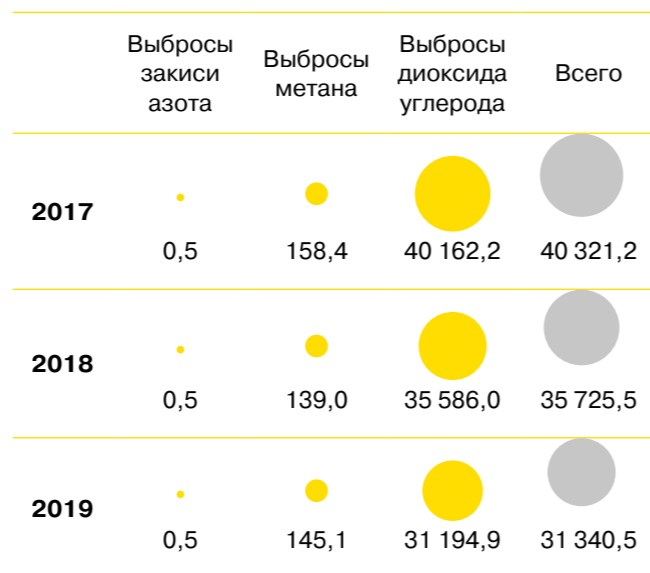 Выбросы закиси азота
Выбросы метана
Выбросы диоксида углерода
Всего
2017
0,5 158,4 40 162,2 40 321,2
2018
0,5 139,0 35 586,0 35 725,5
2019
0,5 145,1 31 194,9 31 340,5